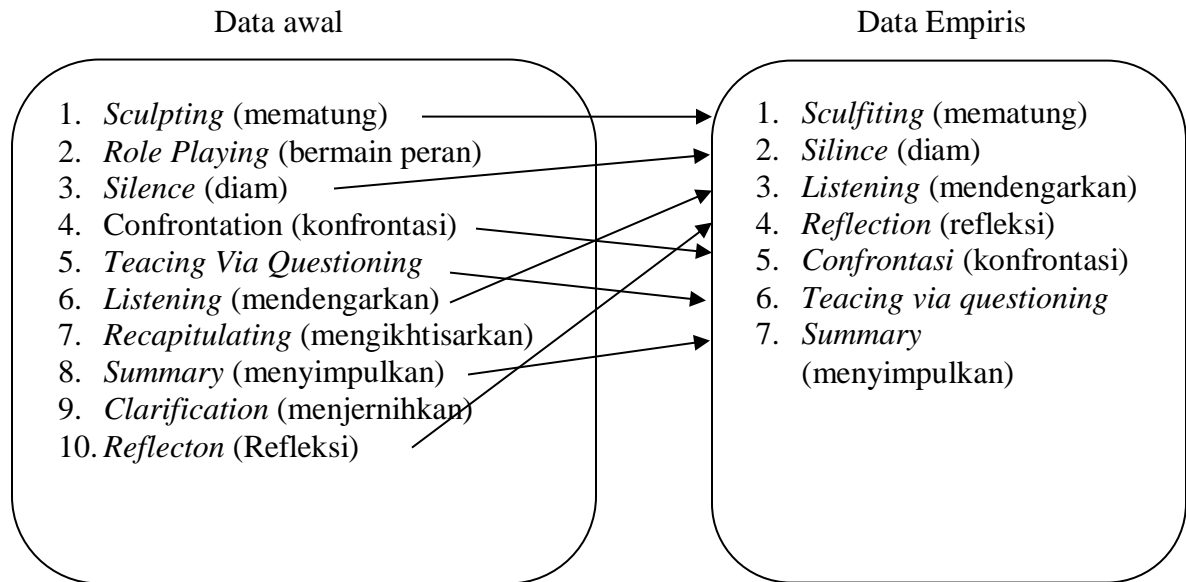 Data awal
1. Sculpting (mematung)
2. Role Playing (bermain peran)
3. Silence (diam)
4. Confrontation (konfrontasi)
5. Teacing Via Questioning
6. Listening (mendengarkan)
7. Recapitulating (mengikhtisarkan)
8. Summary (menyimpulkan)
9. Clarification (menjernihkan)
10. Reflecton (Refleksi)
Data Empiris
1. Sculfiting (mematung)
2. Silince (diam)
3. Listening (mendengarkan)
4. Reflection (refleksi)
5. Confrontasi (konfrontasi)
6. Teacing via questioning
7. Summary
(menyimpulkan)